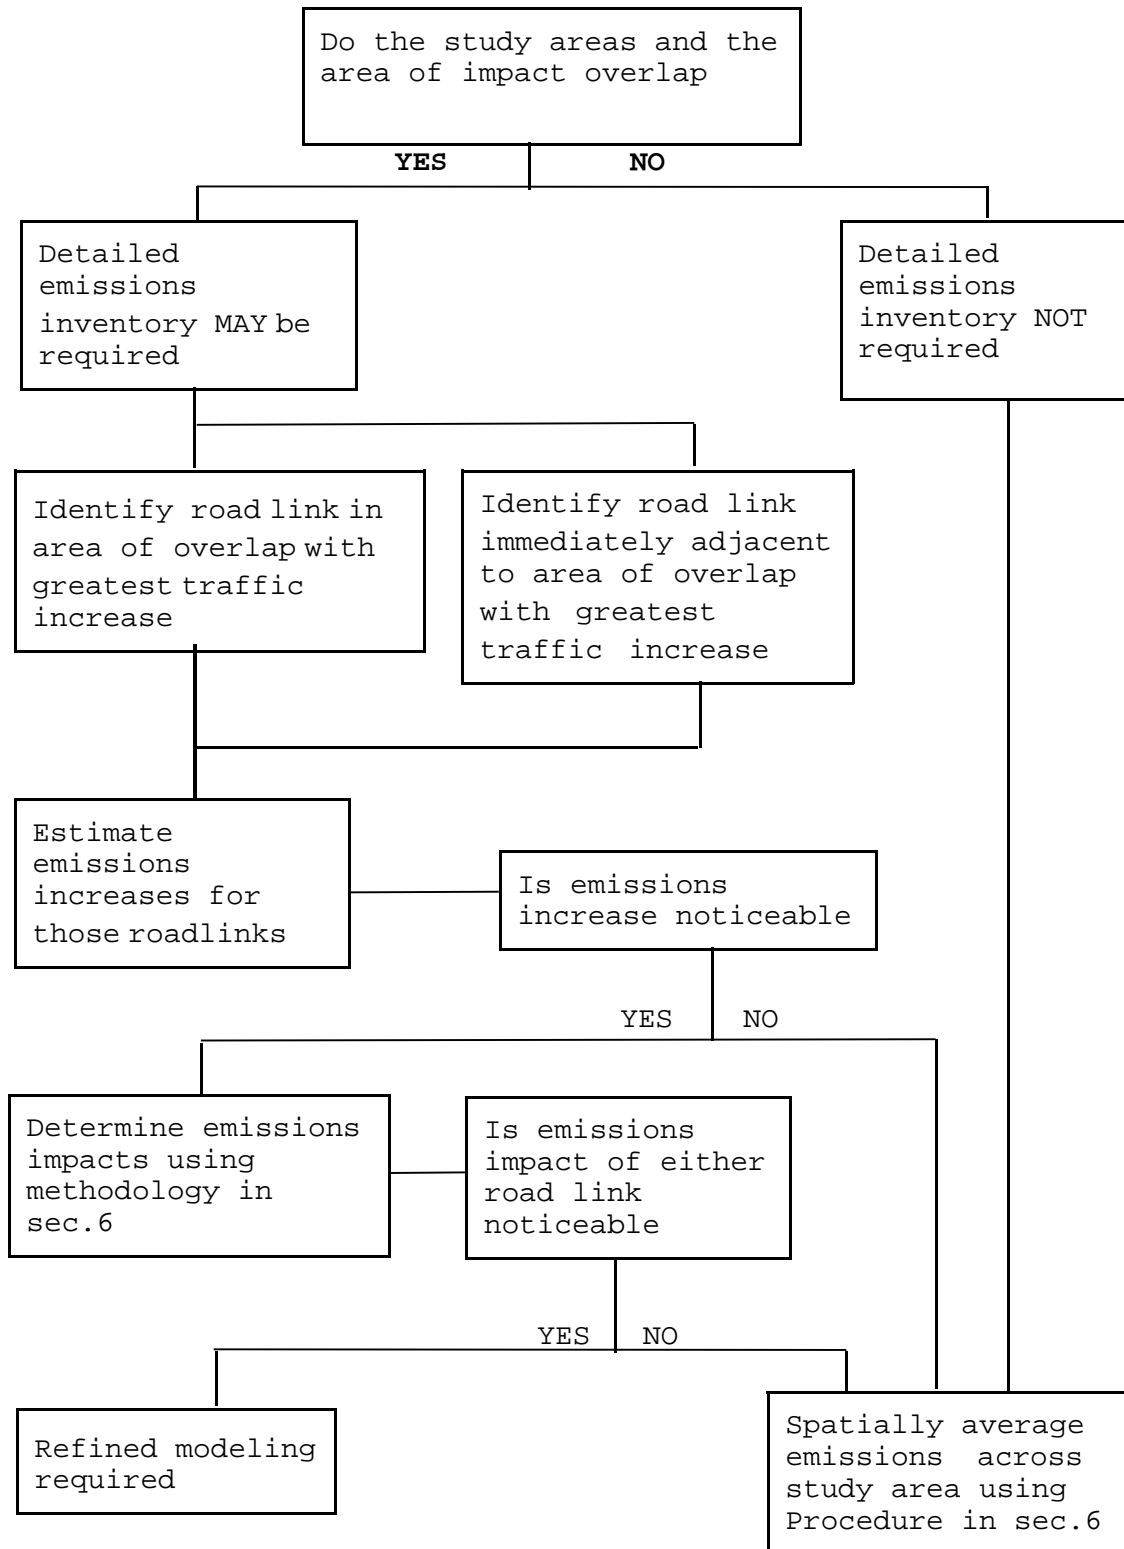 Do the study areas and the
area of impact overlap
YES
NO
Detailed
emissions
inventory MAY be
required
Detailed
emissions
inventory NOT
required
Identify road link in
area of overlap with
greatest traffic
increase
Identify road link
immediately adjacent
to area of overlap
with greatest
traffic increase
Estimate
emissions
increases for
those roadlinks
Is emissions
increase noticeable
YES
NO
Determine emissions
impacts using
methodology in
sec.6
Is emissions
impact of either
road link
noticeable
YES
NO
Refined modeling
required
Spatially average
emissions across
study area using
Procedure in sec.6